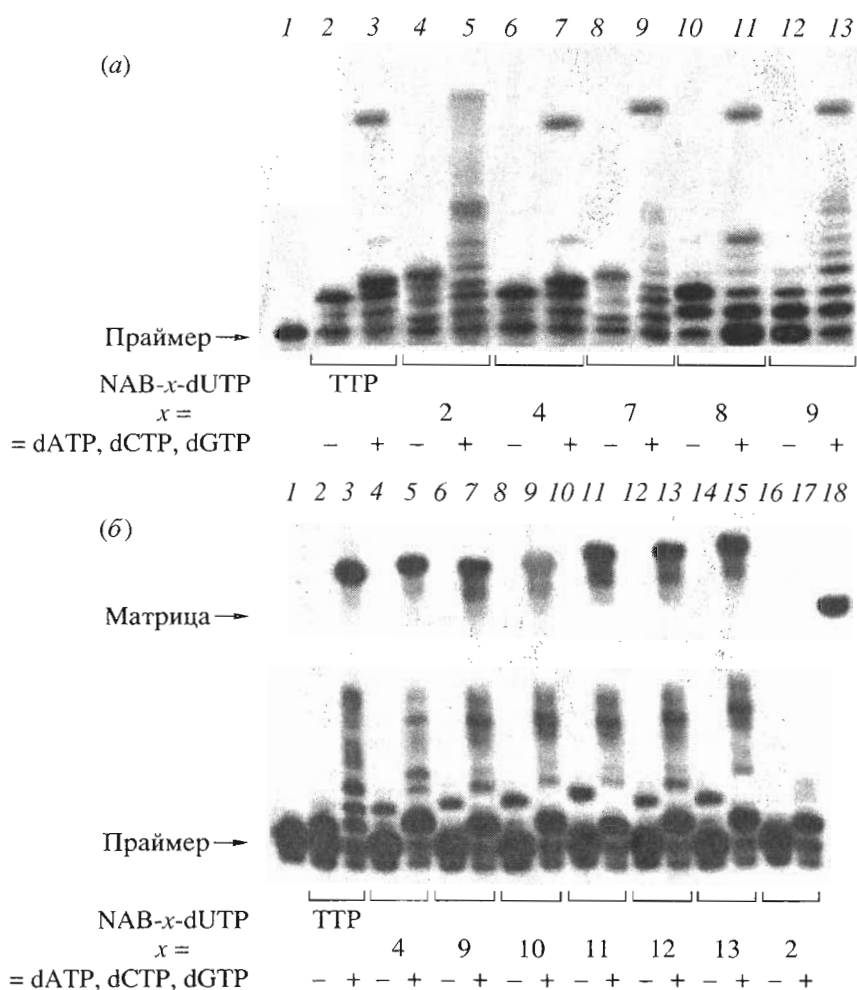 1 2 3 4 5 6 7 8 9 10 11 12 13
(а)
Праймер →
NAB-x-dUTP TTP
x = 2 4 7 8 9
= dATP, dCTP, dGTP – + – + – + – + – + – +
1 2 3 4 5 6 7 8 9 10 11 12 13 14 15 16 17 18
(б)
Матрица →
Праймер →
NAB-x-dUTP TTP
x = 4 9 10 11 12 13 2
= dATP, dCTP, dGTP – + – + – + – + – + – + – + – +